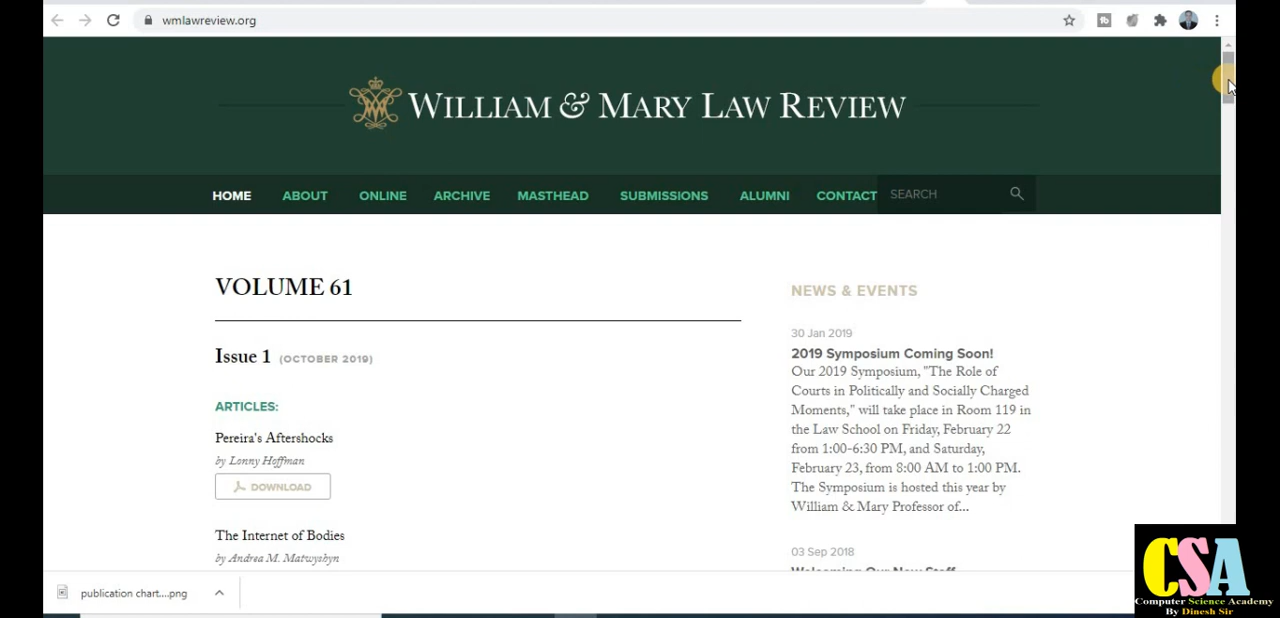 wmlawreview.org
WILLIAM & MARY LAW REVIEW
HOME ABOUT ONLINE ARCHIVE MASTHEAD SUBMISSIONS ALUMNI CONTACT SEARCH
VOLUME 61
Issue 1 (OCTOBER 2019)
ARTICLES:
Pereira's Aftershocks
by Lonny Hoffman
DOWNLOAD
The Internet of Bodies
by Andrea M. Matwyshyn
NEWS & EVENTS
30 Jan 2019
2019 Symposium Coming Soon!
Our 2019 Symposium, "The Role of
Courts in Politically and Socially Charged
Moments," will take place in Room 119 in
the Law School on Friday, February 22
from 1:00-6:30 PM, and Saturday,
February 23, from 8:00 AM to 1:00 PM.
The Symposium is hosted this year by
William & Mary Professor of...
03 Sep 2018
Welcoming Our New Staff
publication chart....png
CSA
Computer Science Academy
By Dinesh Sir